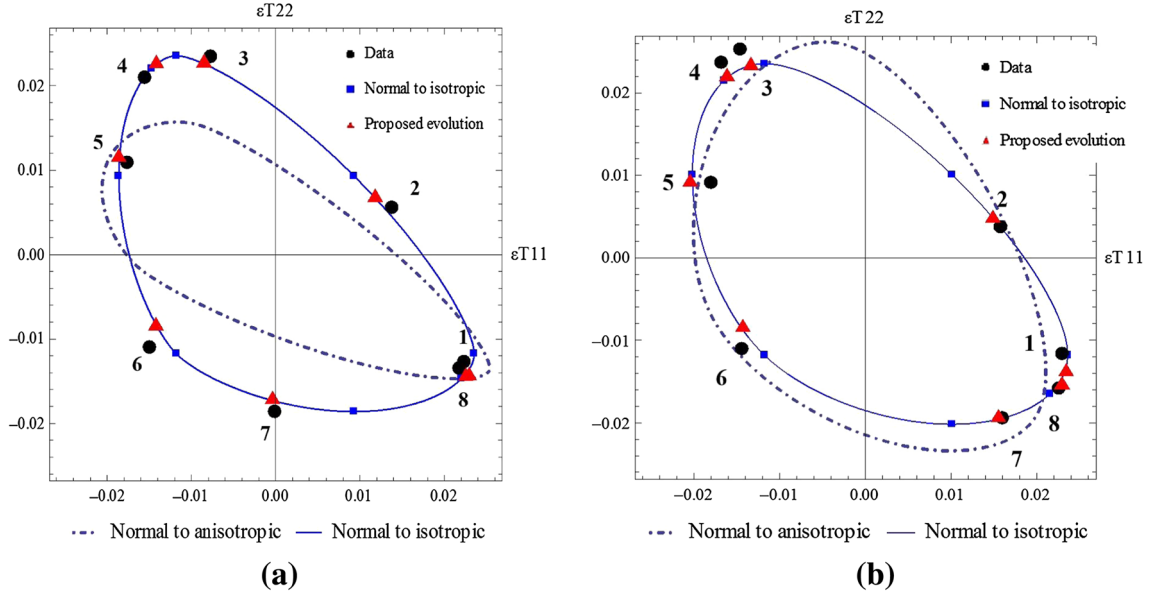 εT22
0.02
0.01
0.00
−0.01
−0.02
−0.02
−0.01
0.00
0.01
0.02
εT11
Data
Normal to isotropic
Proposed evolution
1
2
3
4
5
6
7
8
Normal to anisotropic
Normal to isotropic
(a)
εT22
0.02
0.01
0.00
−0.01
−0.02
−0.02
−0.01
0.00
0.01
0.02
εT11
Data
Normal to isotropic
Proposed evolution
1
2
3
4
5
6
7
8
Normal to anisotropic
Normal to isotropic
(b)